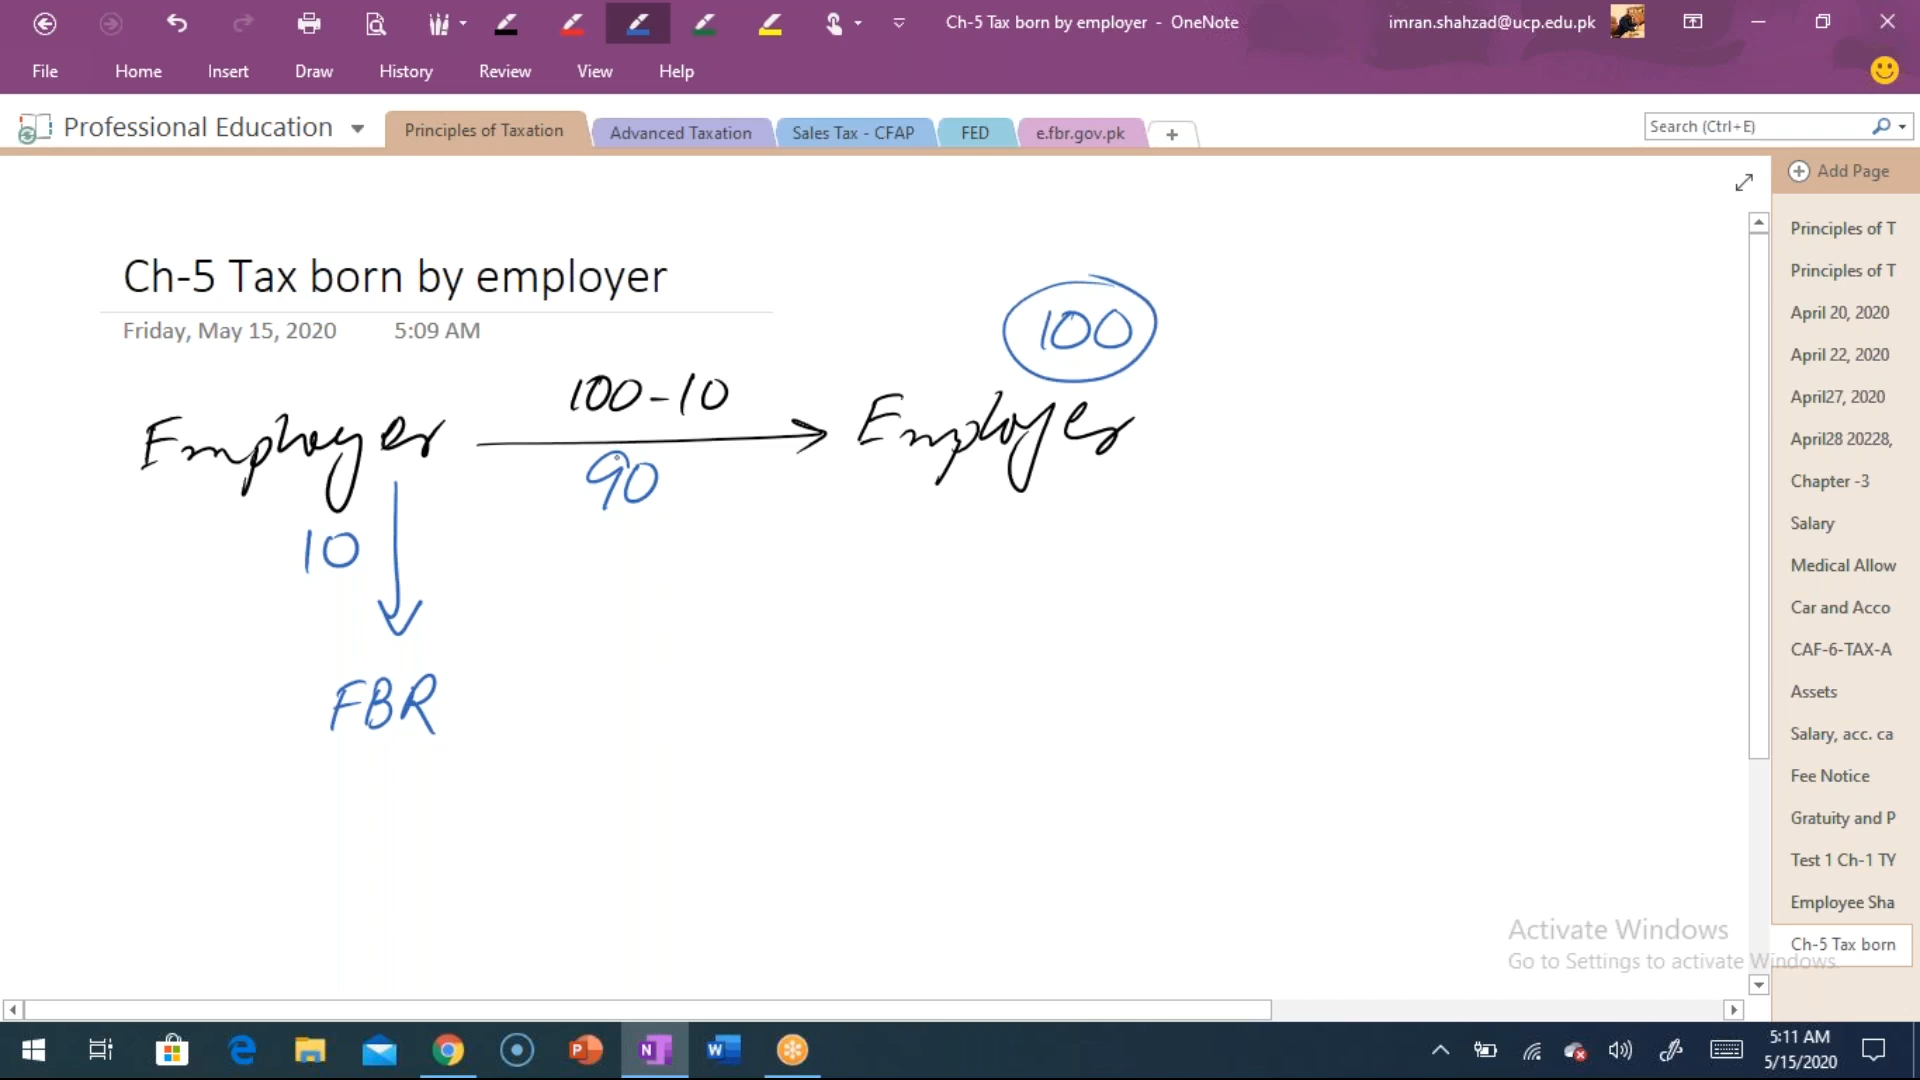 Ch-5 Tax born by employer - OneNote
imran.shahzad@ucp.edu.pk
File Home Insert Draw History Review View Help
Professional Education
Principles of Taxation
Advanced Taxation
Sales Tax - CFAP
FED
e.fbr.gov.pk
+
Search (Ctrl+E)
Add Page
Ch-5 Tax born by employer
Friday, May 15, 2020 5:09 AM
100
100-10
Employer
Employer
90
10
FBR
Principles of T
Principles of T
April 20, 2020
April 22, 2020
April27, 2020
April28 20228,
Chapter -3
Salary
Medical Allow
Car and Acco
CAF-6-TAX-A
Assets
Salary, acc. ca
Fee Notice
Gratuity and P
Test 1 Ch-1 TY
Employee Sha
Ch-5 Tax born
Activate Windows
Go to Settings to activate Windows.
5:11 AM
5/15/2020